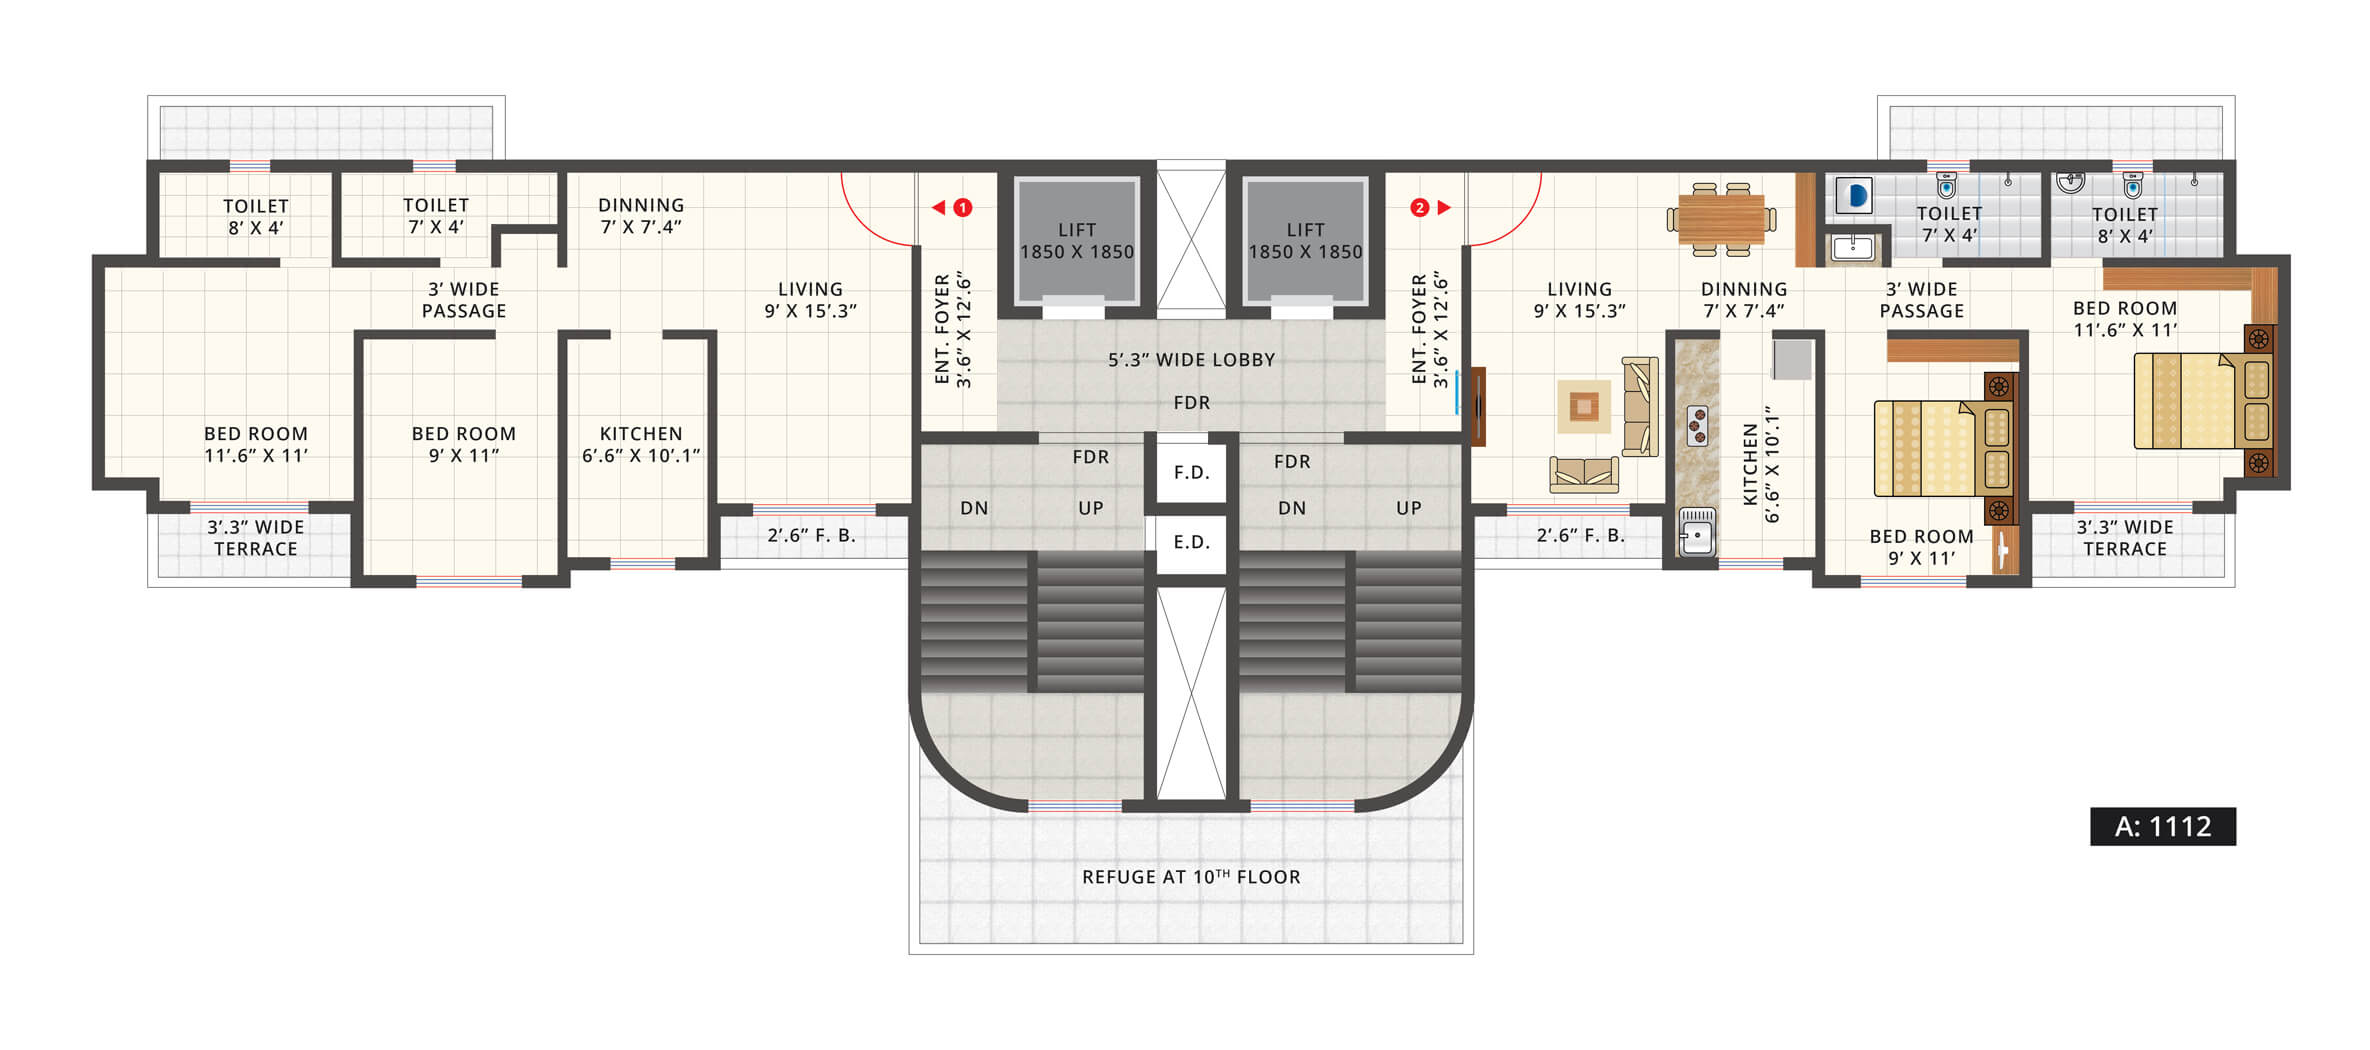 TOILET
8’ X 4’
TOILET
7’ X 4’
DINNING
7’ X 7’.4”
3’ WIDE
PASSAGE
LIVING
9’ X 15’.3”
BED ROOM
11’.6” X 11’
BED ROOM
9’ X 11”
KITCHEN
6’.6” X 10’.1”
3’.3” WIDE
TERRACE
2’.6” F. B.
1
ENT. FOYER
3’.6” X 12’.6”
LIFT
1850 X 1850
LIFT
1850 X 1850
5’.3” WIDE LOBBY
FDR
FDR
DN
UP
F.D.
E.D.
FDR
DN
UP
2
ENT. FOYER
3’.6” X 12’.6”
LIVING
9’ X 15’.3”
DINNING
7’ X 7’.4”
TOILET
7’ X 4’
TOILET
8’ X 4’
3’ WIDE
PASSAGE
BED ROOM
11’.6” X 11’
KITCHEN
6’.6” X 10’.1”
2’.6” F. B.
BED ROOM
9’ X 11’
3’.3” WIDE
TERRACE
REFUGE AT 10TH FLOOR
A: 1112